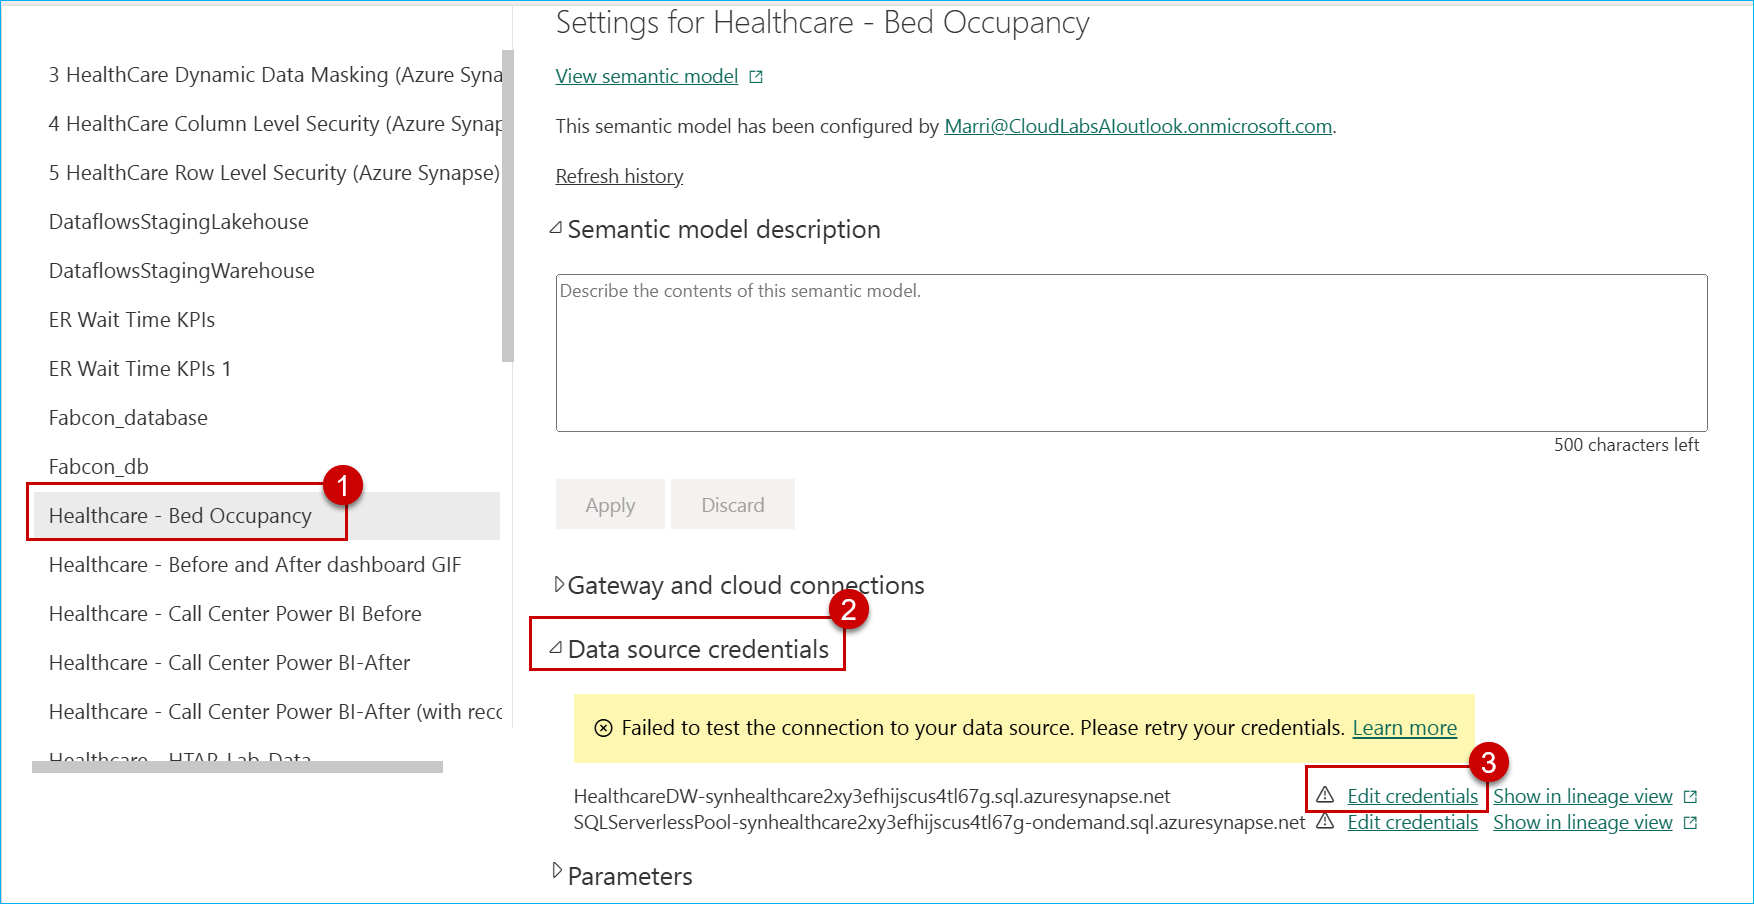 Settings for Healthcare - Bed Occupancy
3 HealthCare Dynamic Data Masking (Azure Syna
4 HealthCare Column Level Security (Azure Synap
5 HealthCare Row Level Security (Azure Synapse)
DataflowsStagingLakehouse
DataflowsStagingWarehouse
ER Wait Time KPIs
ER Wait Time KPIs 1
Fabcon_database
Fabcon_db
1
Healthcare - Bed Occupancy
Healthcare - Before and After dashboard GIF
Healthcare - Call Center Power BI Before
Healthcare - Call Center Power BI-After
Healthcare - Call Center Power BI-After (with reco
Healthcare - HTAP-Lab-Data
View semantic model
This semantic model has been configured by Marri@CloudLabsAIoutlook.onmicrosoft.com.
Refresh history
Semantic model description
Describe the contents of this semantic model.
500 characters left
Apply Discard
Gateway and cloud connections
2
Data source credentials
Failed to test the connection to your data source. Please retry your credentials. Learn more
3
HealthcareDW-synhealthcare2xy3efhijscus4tl67g.sql.azuresynapse.net Edit credentials Show in lineage view
SQLServerlessPool-synhealthcare2xy3efhijscus4tl67g-ondemand.sql.azuresynapse.net Edit credentials Show in lineage view
Parameters